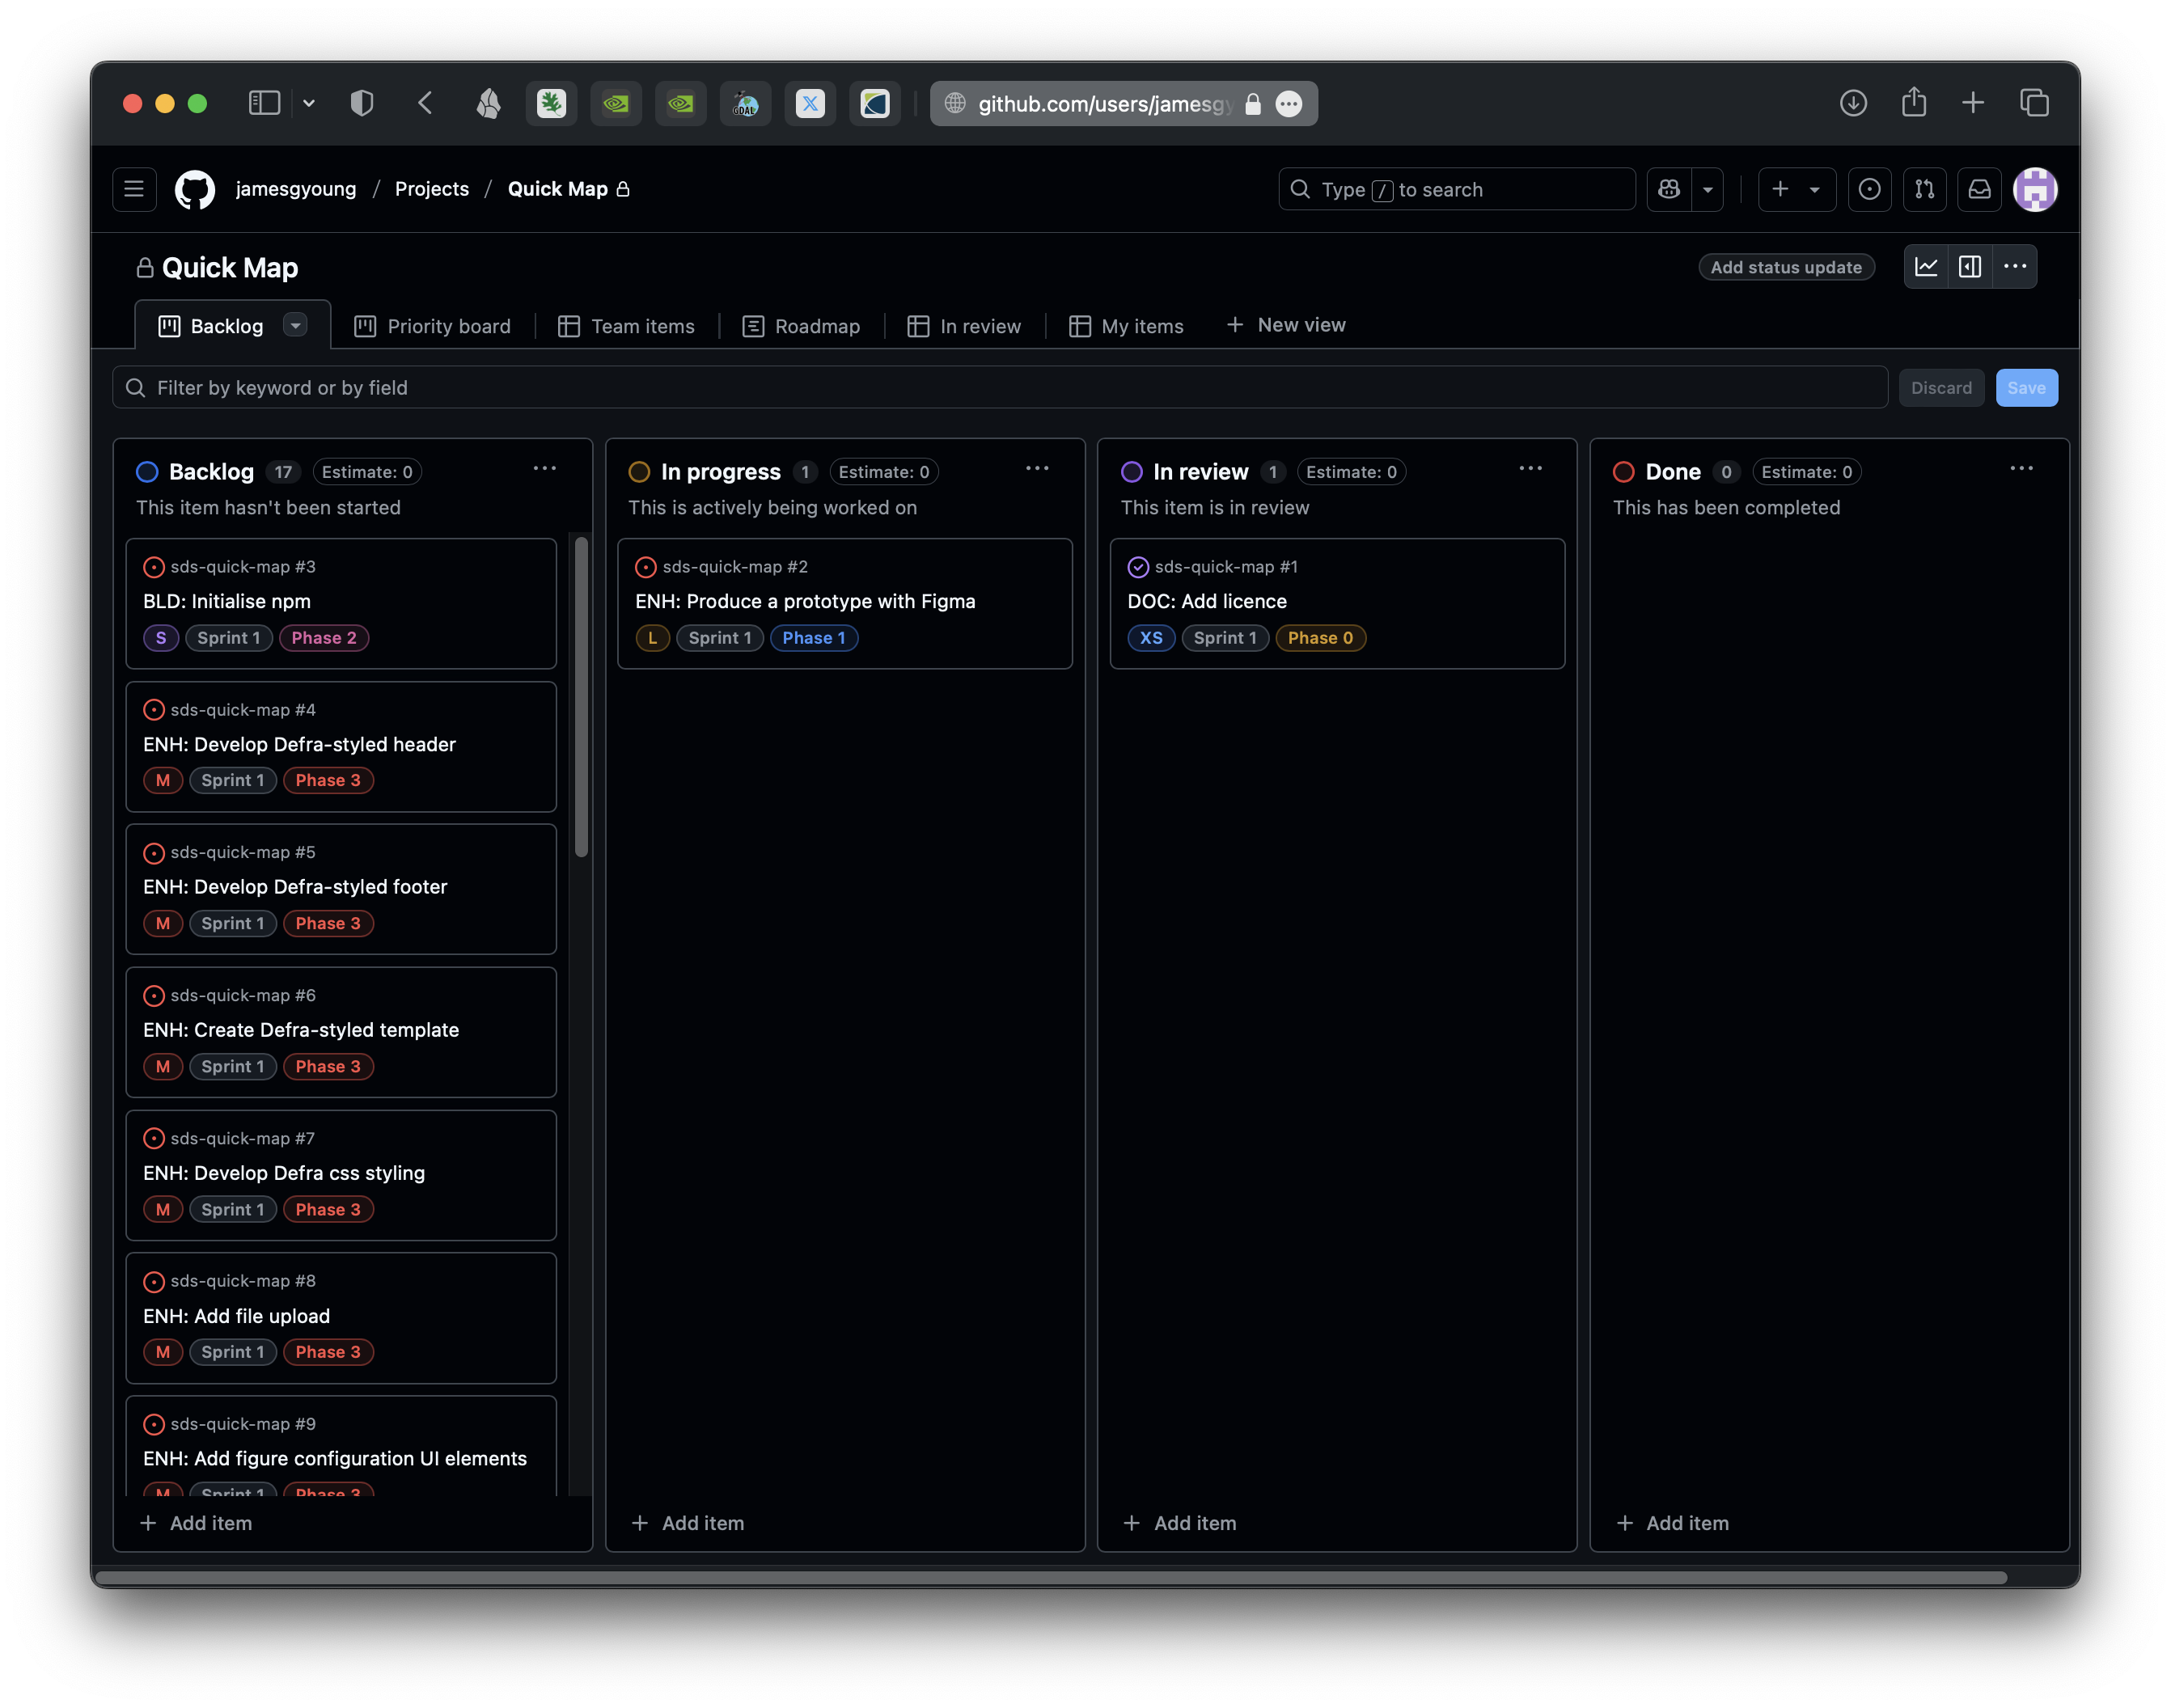 GDAL
github.com/users/jamesgy
jamesgyoung / Projects / Quick Map
Type / to search
Quick Map
Add status update
Backlog
Priority board
Team items
Roadmap
In review
My items
New view
Filter by keyword or by field
Discard
Save
Backlog 17 Estimate: 0
This item hasn't been started
sds-quick-map #3
BLD: Initialise npm
S Sprint 1 Phase 2
sds-quick-map #4
ENH: Develop Defra-styled header
M Sprint 1 Phase 3
sds-quick-map #5
ENH: Develop Defra-styled footer
M Sprint 1 Phase 3
sds-quick-map #6
ENH: Create Defra-styled template
M Sprint 1 Phase 3
sds-quick-map #7
ENH: Develop Defra css styling
M Sprint 1 Phase 3
sds-quick-map #8
ENH: Add file upload
M Sprint 1 Phase 3
sds-quick-map #9
ENH: Add figure configuration UI elements
M Sprint 1 Phase 3
Add item
In progress 1 Estimate: 0
This is actively being worked on
sds-quick-map #2
ENH: Produce a prototype with Figma
L Sprint 1 Phase 1
Add item
In review 1 Estimate: 0
This item is in review
sds-quick-map #1
DOC: Add licence
XS Sprint 1 Phase 0
Add item
Done 0 Estimate: 0
This has been completed
Add item